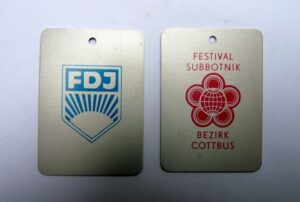 FDJ
FESTIVAL
SUBBOTNIK
BEZIRK
COTTBUS